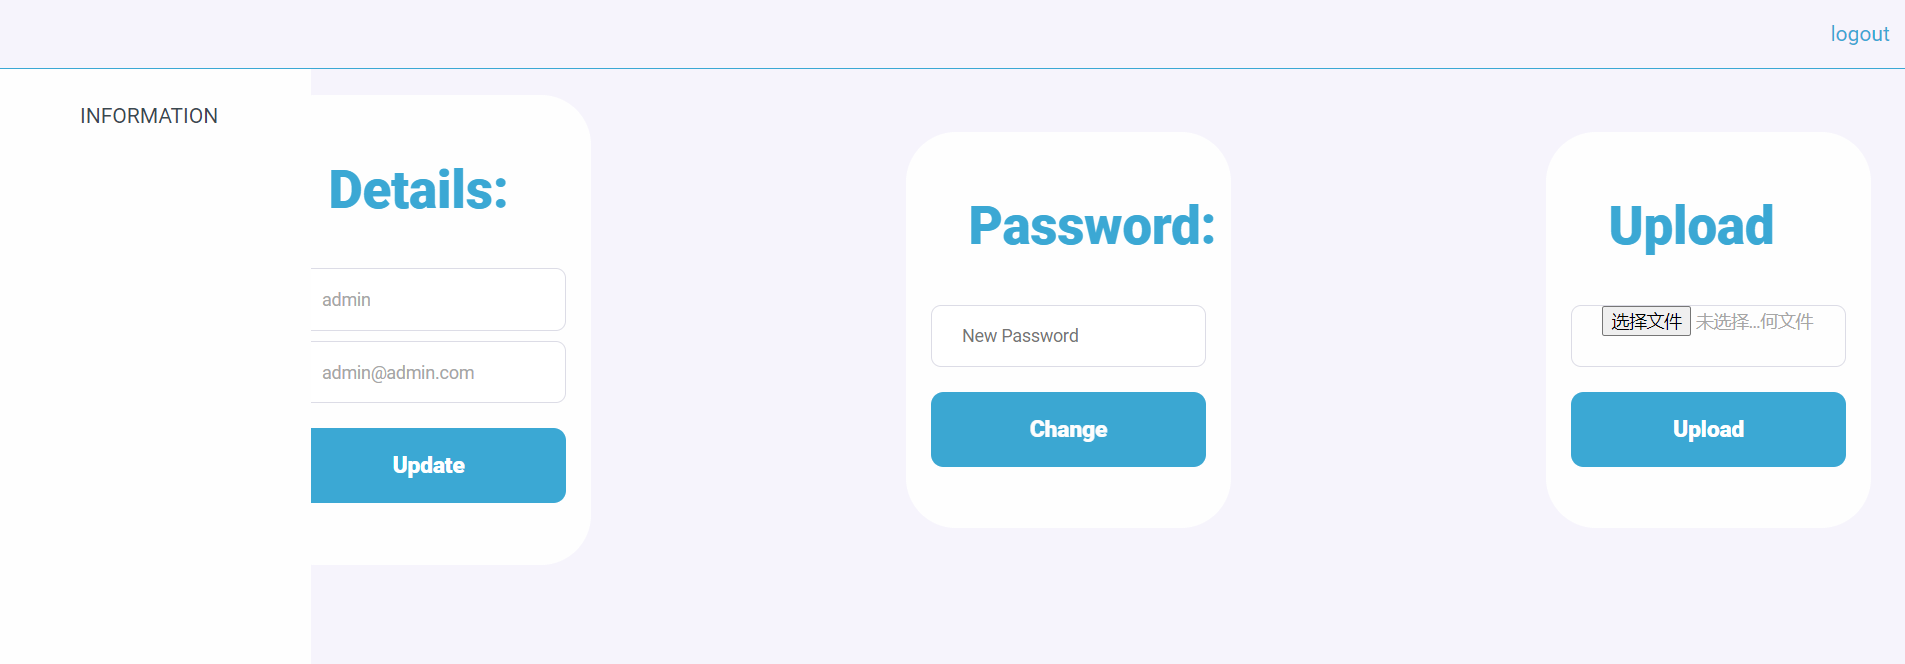 logout
INFORMATION
Details:
admin
admin@admin.com
Update
Password:
New Password
Change
Upload
选择文件 未选择...何文件
Upload